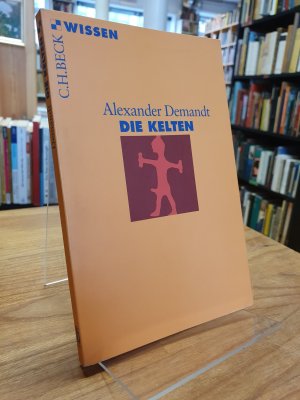 WISSEN
C.H.BECK
Alexander Demandt
DIE KELTEN